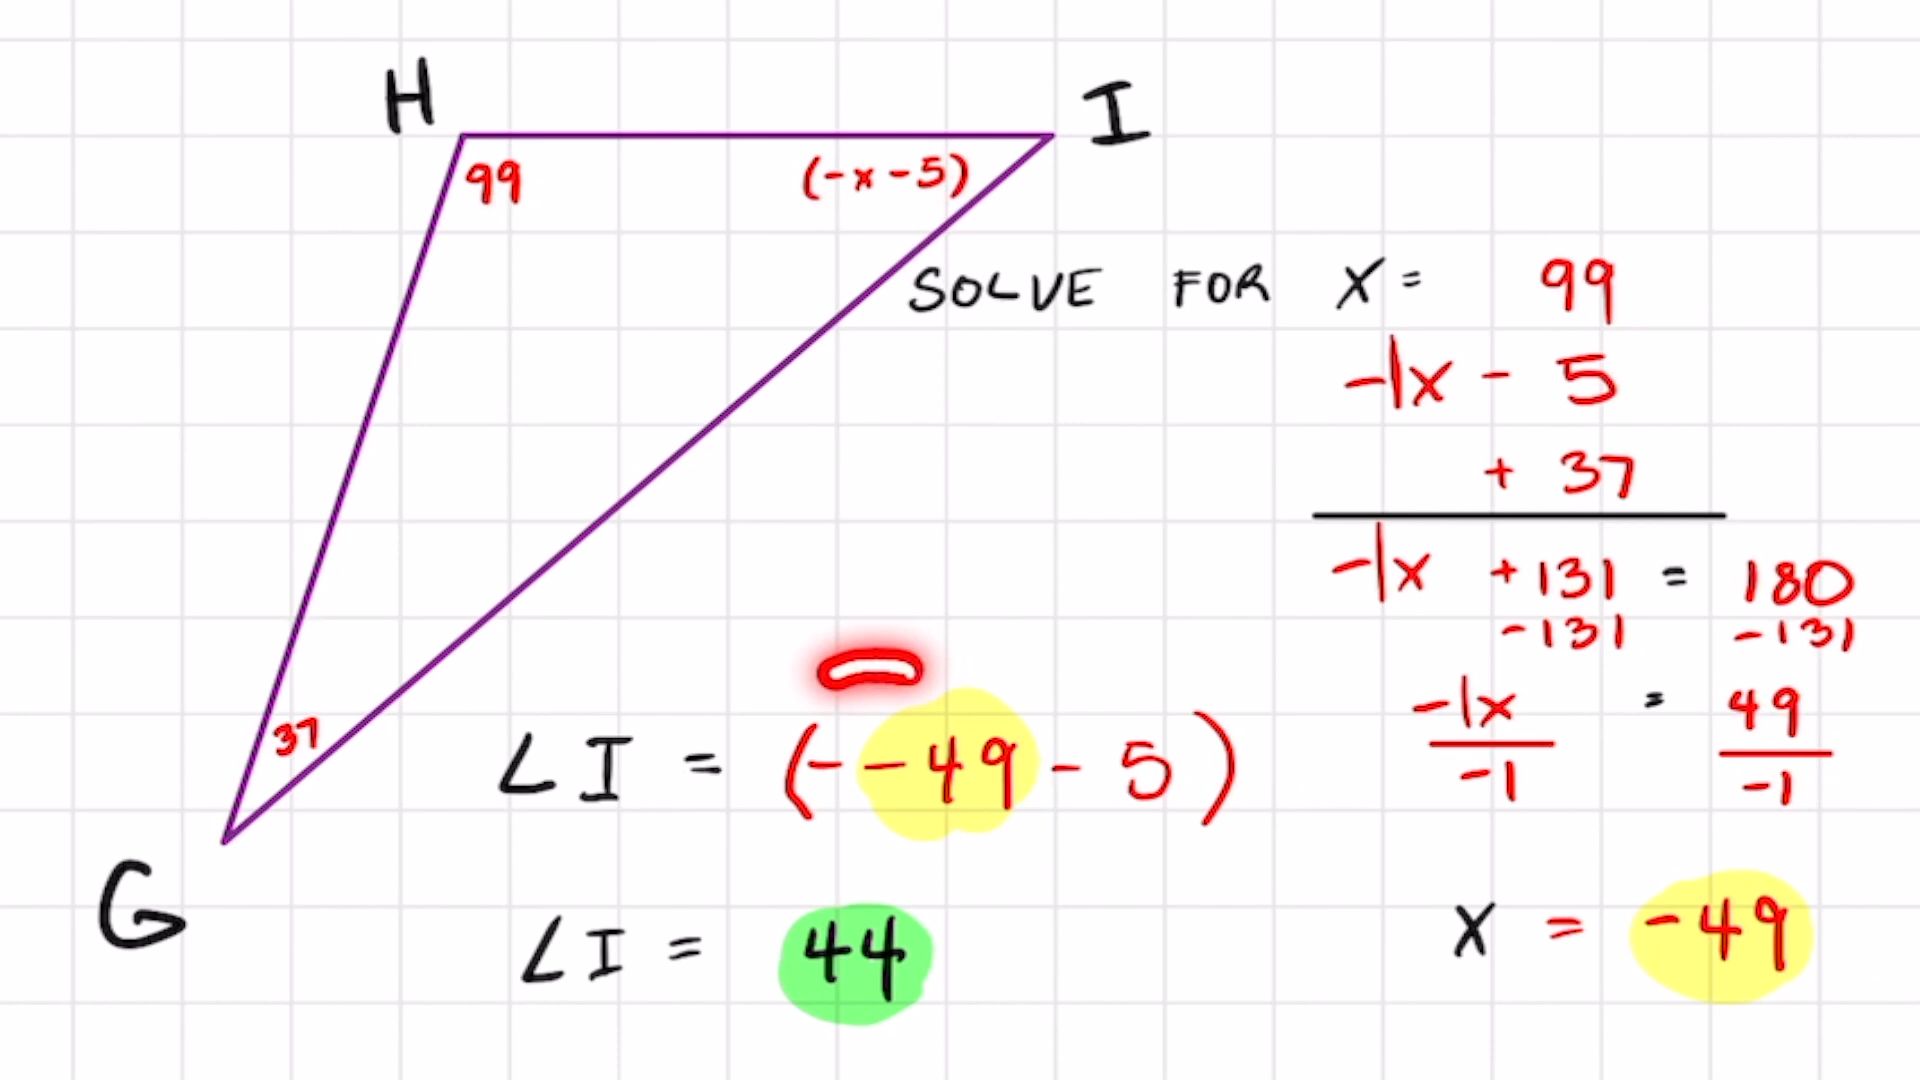 H
I
99
(-x-5)
SOLVE FOR X = 99
-1x - 5
+ 37
-1x + 131 = 180
-131 -131
-1x = 49
-1 -1
37
∠I = (--49-5)
G
∠I = 44
X = -49